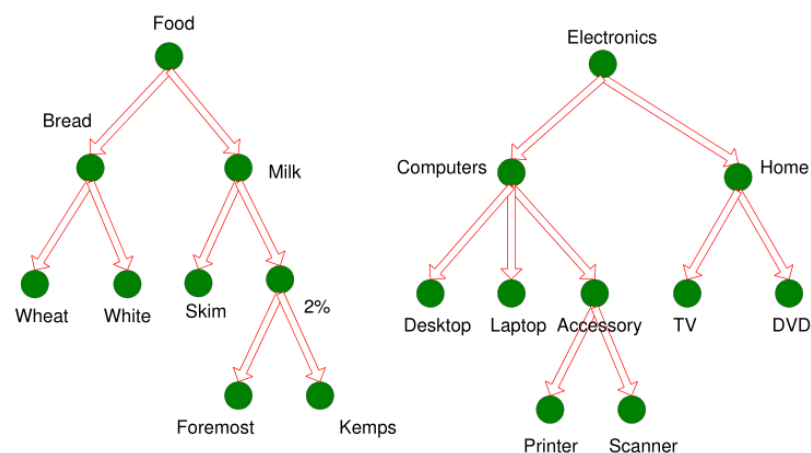 Food
Electronics
Bread
Milk
Computers
Home
Wheat
White
Skim
2%
Desktop
Laptop
Accessory
TV
DVD
Foremost
Kemps
Printer
Scanner